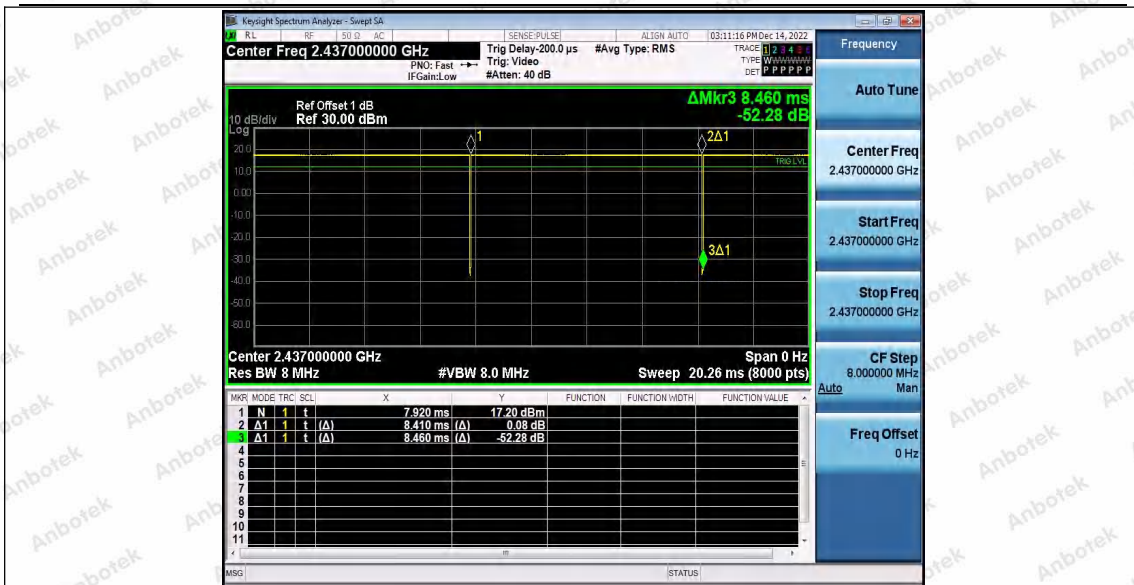 Keysight Spectrum Analyzer - Swept SA
RL RF 50 Ω AC SENSE:PULSE ALIGN AUTO 03:11:16 PM Dec 14, 2022
Center Freq 2.437000000 GHz
PNO: Fast
IFGain:Low
Trig Delay-200.0 µs
Trig: Video
#Atten: 40 dB
#Avg Type: RMS
TRACE 1 2 3 4 5 6
TYPE W
DET P P P P P P
Frequency
Auto Tune
Center Freq
2.437000000 GHz
Start Freq
2.437000000 GHz
Stop Freq
2.437000000 GHz
CF Step
8.000000 MHz
Auto Man
Freq Offset
0 Hz
Ref Offset 1 dB
10 dB/div Ref 30.00 dBm
Log
ΔMkr3 8.460 ms
-52.28 dB
1
2Δ1
TRIG LVL
3Δ1
20.0
10.0
0.00
-10.0
-20.0
-30.0
-40.0
-50.0
-60.0
Center 2.437000000 GHz Span 0 Hz
Res BW 8 MHz #VBW 8.0 MHz Sweep 20.26 ms (8000 pts)
MKR MODE TRC SCL X Y FUNCTION FUNCTION WIDTH FUNCTION VALUE
1 N 1 t 7.920 ms 17.20 dBm
2 Δ1 1 t (Δ) 8.410 ms (Δ) 0.08 dB
3 Δ1 1 t (Δ) 8.460 ms (Δ) -52.28 dB
4
5
6
7
8
9
10
11
MSG STATUS
Anbotek